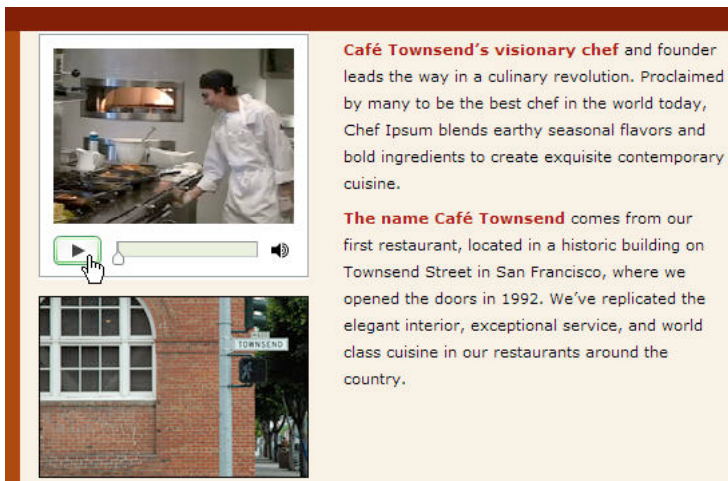 Café Townsend's visionary chef and founder
leads the way in a culinary revolution. Proclaimed
by many to be the best chef in the world today,
Chef Ipsum blends earthy seasonal flavors and
bold ingredients to create exquisite contemporary
cuisine.
The name Café Townsend comes from our
first restaurant, located in a historic building on
Townsend Street in San Francisco, where we
opened the doors in 1992. We've replicated the
elegant interior, exceptional service, and world
class cuisine in our restaurants around the
country.
TOWNSEND